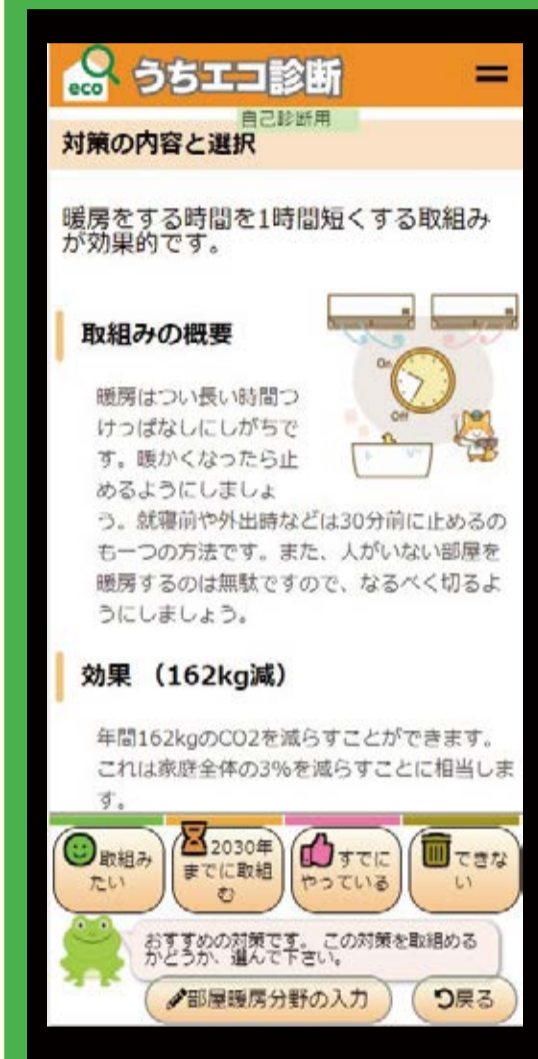 eco うちエコ診断
自己診断用
対策の内容と選択
暖房をする時間を1時間短くする取組み
が効果的です。
取組みの概要
On
Off
暖房はつい長い時間つ
けっぱなしにしがちで
す。暖かくなったら止
めるようにしましょ
う。就寝前や外出時などは30分前に止めるの
も一つの方法です。また、人がいない部屋を
暖房するのは無駄ですので、なるべく切るよ
うにしましょう。
効果 （162kg減）
年間162kgのCO2を減らすことができます。
これは家庭全体の3%を減らすことに相当しま
す。
取組み
たい
2030年
までに取組
む
すでに
やっている
できな
い
おすすめの対策です。 この対策を取組める
かどうか、選んで下さい。
部屋暖房分野の入力
戻る